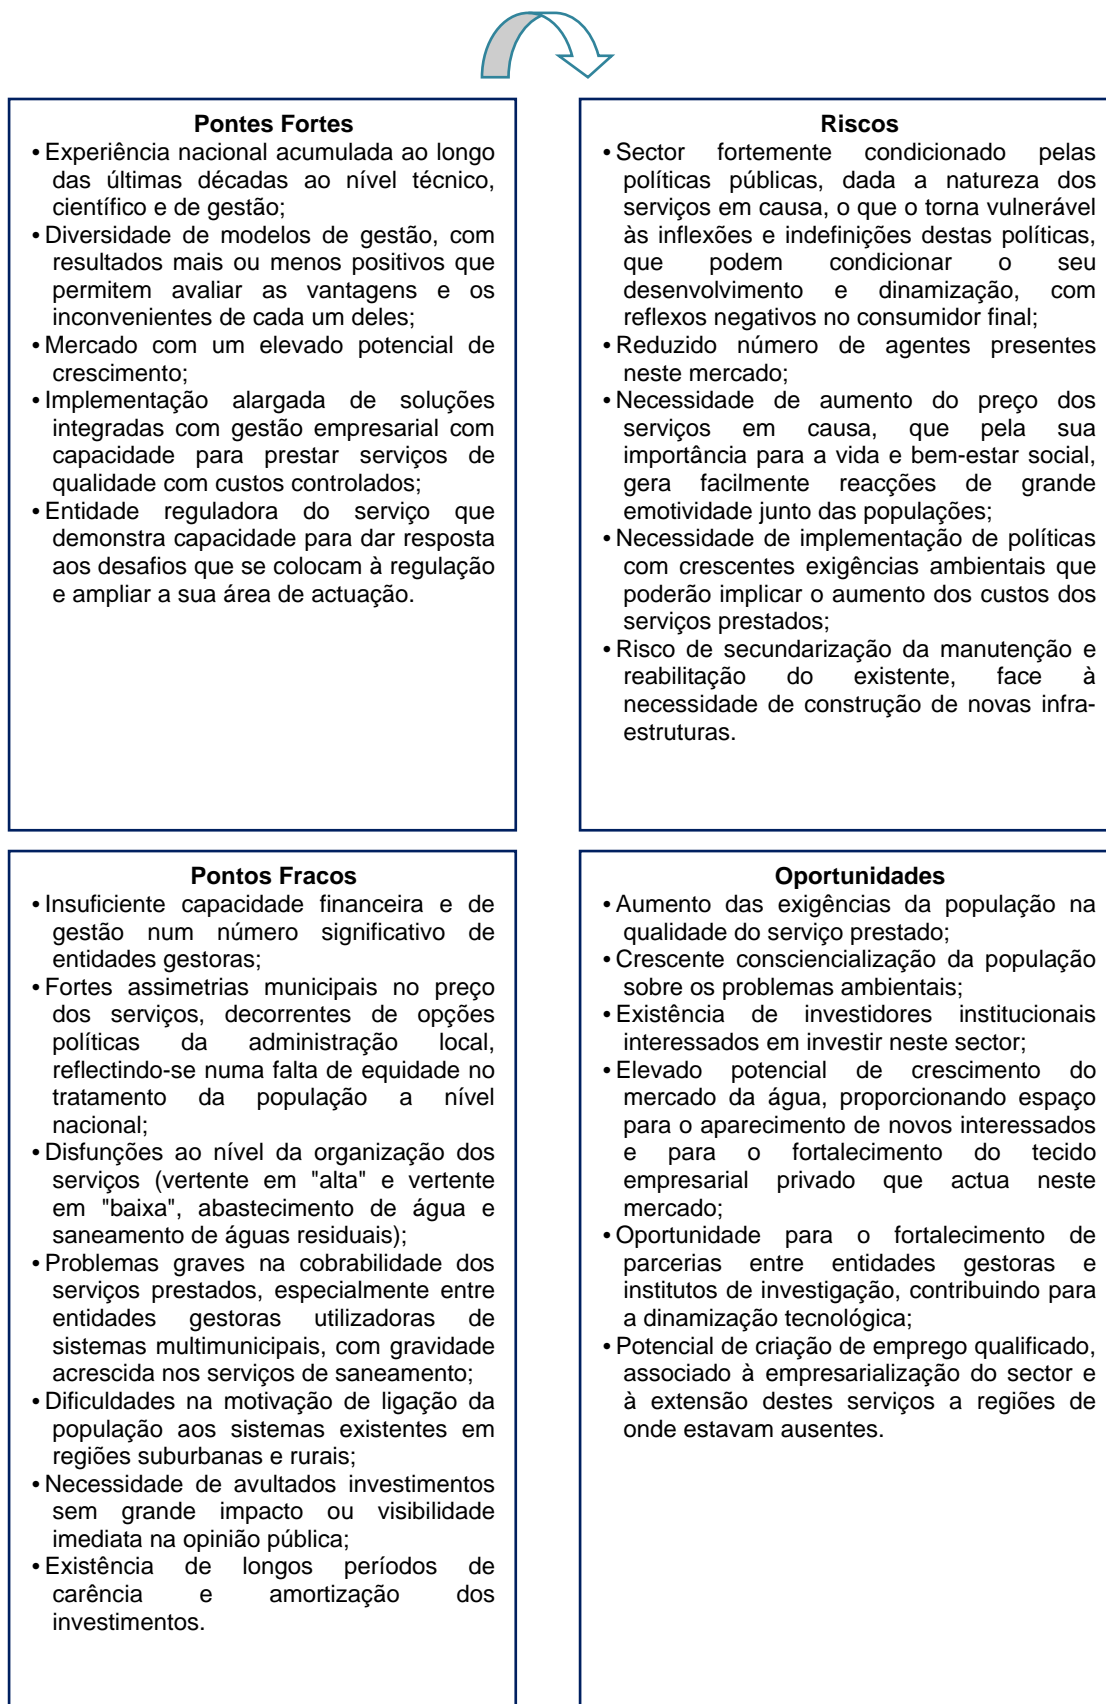 Pontes Fortes
• Experiência nacional acumulada ao longo
das últimas décadas ao nível técnico,
científico e de gestão;
• Diversidade de modelos de gestão, com
resultados mais ou menos positivos que
permitem avaliar as vantagens e os
inconvenientes de cada um deles;
• Mercado com um elevado potencial de
crescimento;
• Implementação alargada de soluções
integradas com gestão empresarial com
capacidade para prestar serviços de
qualidade com custos controlados;
• Entidade reguladora do serviço que
demonstra capacidade para dar resposta
aos desafios que se colocam à regulação
e ampliar a sua área de actuação.
Riscos
• Sector fortemente condicionado pelas
políticas públicas, dada a natureza dos
serviços em causa, o que o torna vulnerável
às inflexões e indefinições destas políticas,
que podem condicionar o seu
desenvolvimento e dinamização, com
reflexos negativos no consumidor final;
• Reduzido número de agentes presentes
neste mercado;
• Necessidade de aumento do preço dos
serviços em causa, que pela sua
importância para a vida e bem-estar social,
gera facilmente reacções de grande
emotividade junto das populações;
• Necessidade de implementação de políticas
com crescentes exigências ambientais que
poderão implicar o aumento dos custos dos
serviços prestados;
• Risco de secundarização da manutenção e
reabilitação do existente, face à
necessidade de construção de novas infra-
estruturas.
Pontos Fracos
• Insuficiente capacidade financeira e de
gestão num número significativo de
entidades gestoras;
• Fortes assimetrias municipais no preço
dos serviços, decorrentes de opções
políticas da administração local,
reflectindo-se numa falta de equidade no
tratamento da população a nível
nacional;
• Disfunções ao nível da organização dos
serviços (vertente em "alta" e vertente
em "baixa", abastecimento de água e
saneamento de águas residuais);
• Problemas graves na cobrabilidade dos
serviços prestados, especialmente entre
entidades gestoras utilizadoras de
sistemas multimunicipais, com gravidade
acrescida nos serviços de saneamento;
• Dificuldades na motivação de ligação da
população aos sistemas existentes em
regiões suburbanas e rurais;
• Necessidade de avultados investimentos
sem grande impacto ou visibilidade
imediata na opinião pública;
• Existência de longos períodos de
carência e amortização dos
investimentos.
Oportunidades
• Aumento das exigências da população na
qualidade do serviço prestado;
• Crescente consciencialização da população
sobre os problemas ambientais;
• Existência de investidores institucionais
interessados em investir neste sector;
• Elevado potencial de crescimento do
mercado da água, proporcionando espaço
para o aparecimento de novos interessados
e para o fortalecimento do tecido
empresarial privado que actua neste
mercado;
• Oportunidade para o fortalecimento de
parcerias entre entidades gestoras e
institutos de investigação, contribuindo para
a dinamização tecnológica;
• Potencial de criação de emprego qualificado,
associado à empresarialização do sector e
à extensão destes serviços a regiões de
onde estavam ausentes.